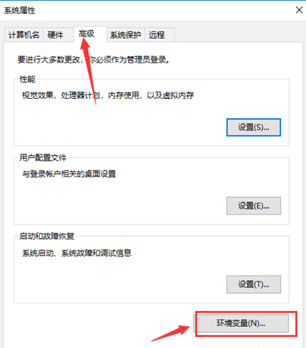 系统属性
计算机名 硬件 高级 系统保护 远程
要进行大多数更改，你必须作为管理员登录。
性能
视觉效果，处理器计划，内存使用，以及虚拟内存
设置(S)...
用户配置文件
与登录帐户相关的桌面设置
设置(E)...
启动和故障恢复
系统启动、系统故障和调试信息
设置(T)...
环境变量(N)...